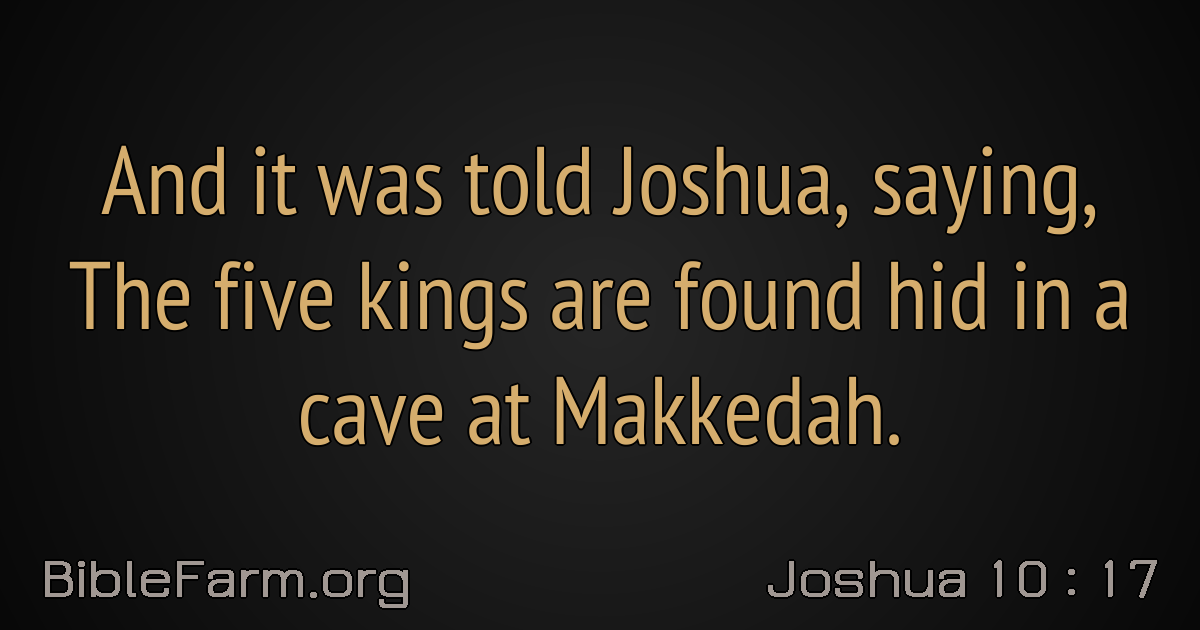 And it was told Joshua, saying,
The five kings are found hid in a
cave at Makkedah.
BibleFarm.org
Joshua 10 : 17